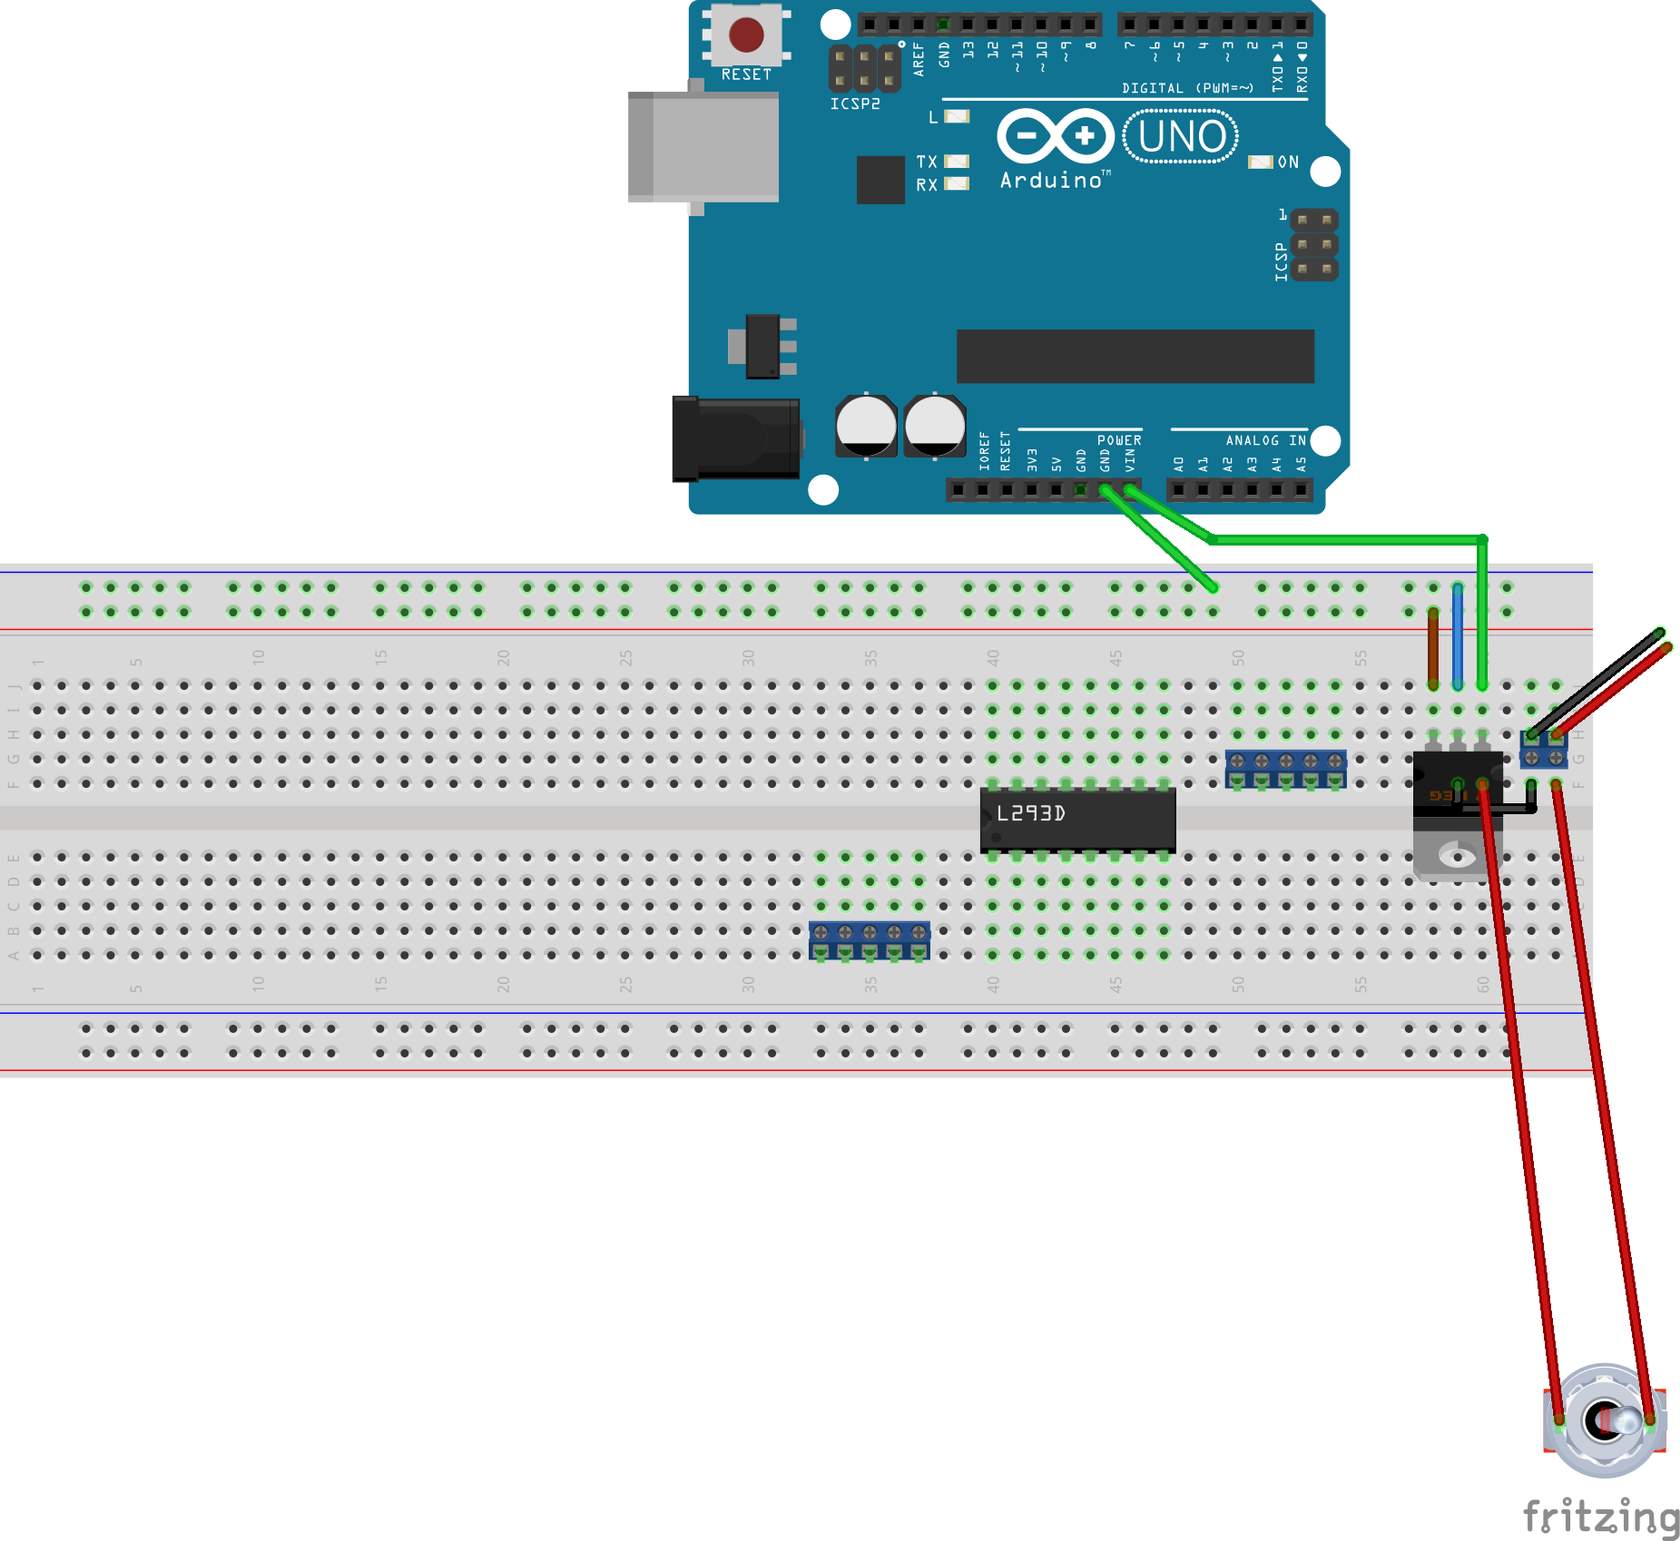 RESET
ICSP2
AREF
GND
13
12
~11
~10
~9
8
7
~6
~5
4
~3
2
TX0▶1
RX0◀0
DIGITAL (PWM=~)
L
TX
RX
UNO
Arduino™
ON
1
ICSP
IOREF
RESET
3V3
5V
GND
GND
VIN
POWER
ANALOG IN
A0
A1
A2
A3
A4
A5
1 5 10 15 20 25 30 35 40 45 50 55
J
I
H
G
F
H
G
F
L293D
E
D
C
B
A
E
D
C
1 5 10 15 20 25 30 35 40 45 50 55 60
fritzing